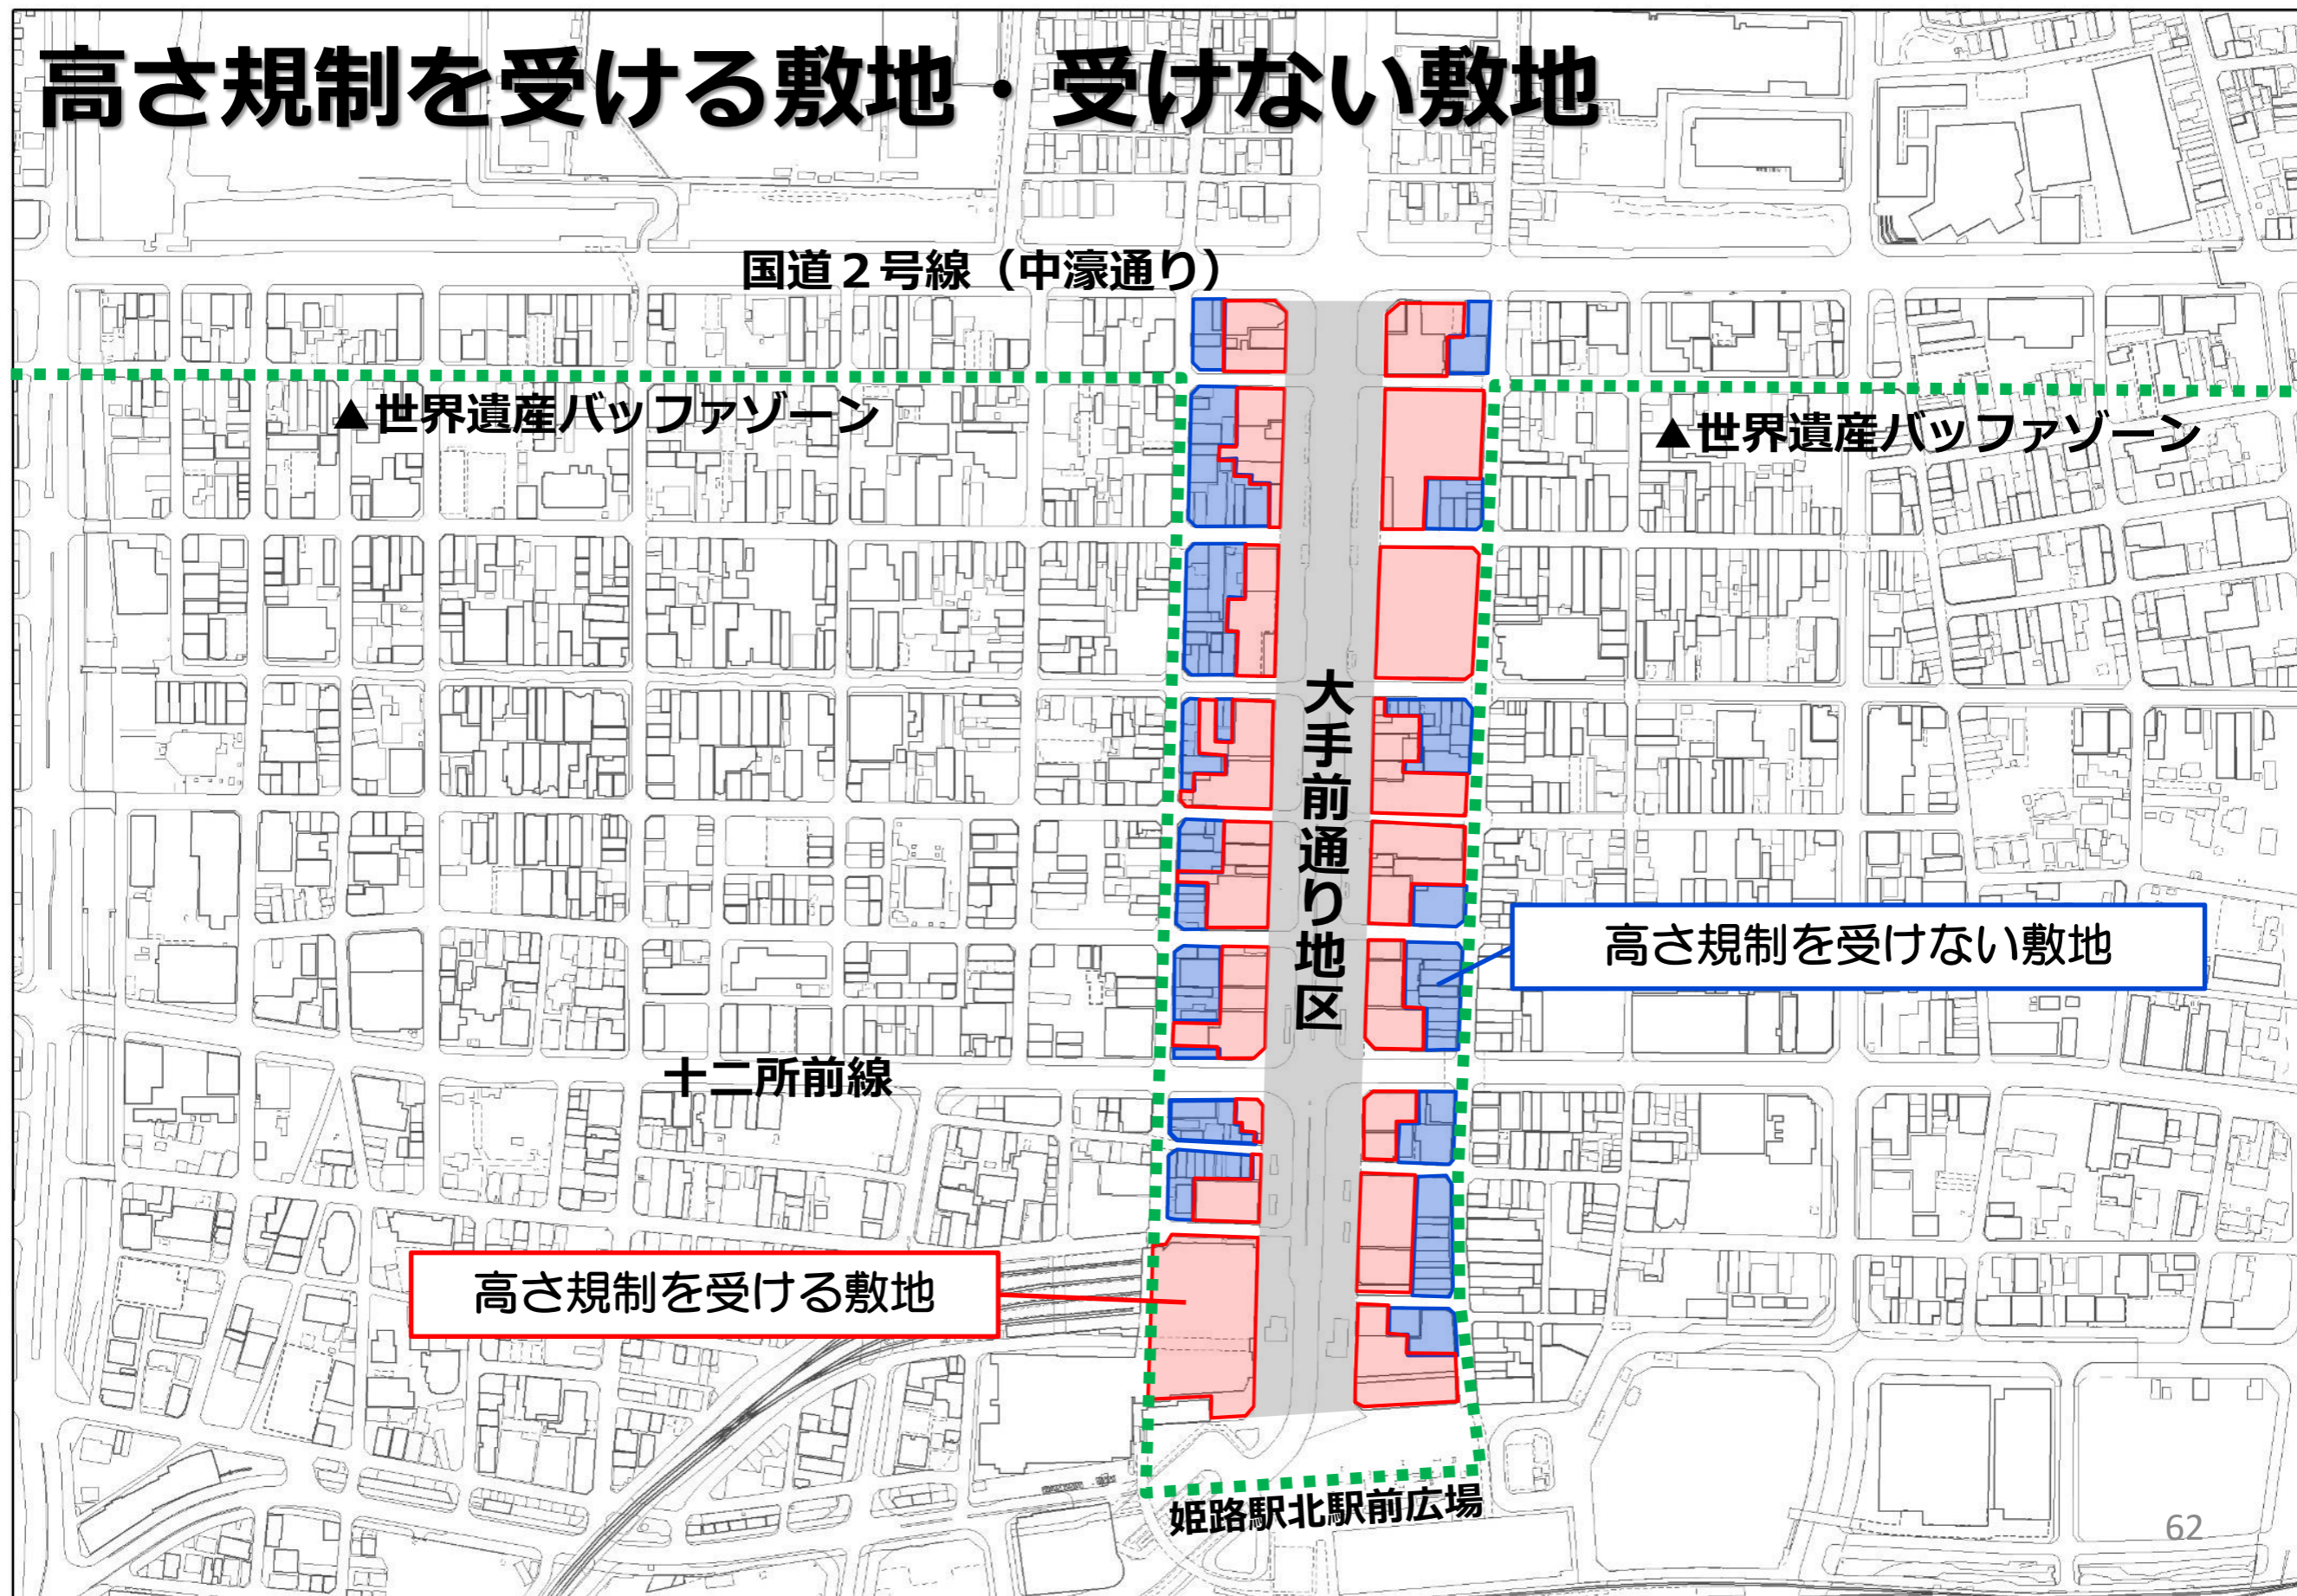 高さ規制を受ける敷地・受けない敷地
国道2号線(中濠通り)
▲世界遺産バッファゾーン
▲世界遺産バッファゾーン
大手前通り地区
高さ規制を受けない敷地
十二所前線
高さ規制を受ける敷地
姫路駅北駅前広場
62